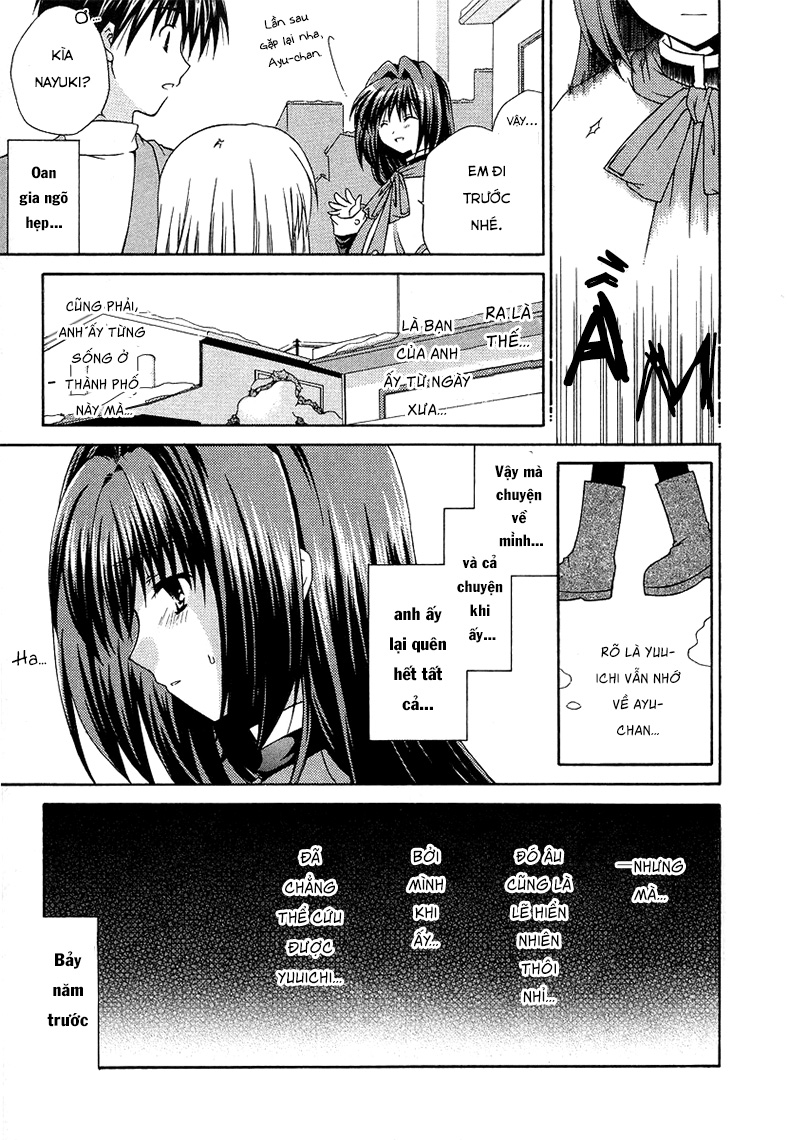 ẦM
KÌA
NAYUKI?
Lần sau
Gặp lại nha,
Ayu-chan.
VẬY...
EM ĐI
TRƯỚC
NHÉ.
Oan
gia ngõ
hẹp...
RA LÀ
THẾ...
LÀ BẠN
CỦA ANH
ẤY TỪ NGÀY
XƯA...
CŨNG PHẢI,
ANH ẤY TỪNG
SỐNG Ở
THÀNH PHỐ
NÀY MÀ...
RÕ LÀ YUU-
ICHI VẪN NHỚ
VỀ AYU-
CHAN...
Vậy mà
chuyện
về
mình...
và cả
chuyện
khi
ấy...
anh ấy
lại quên
hết tất
cả...
Ha...
—NHƯNG
MÀ...
ĐÓ ÂU
CŨNG LÀ
LẼ HIỂN
NHIÊN
THÔI
NHỈ...
BỞI
MÌNH
KHI
ẤY...
ĐÃ
CHẲNG
THỂ CỨU
ĐƯỢC
YUUICHI...
Bảy
năm
trước